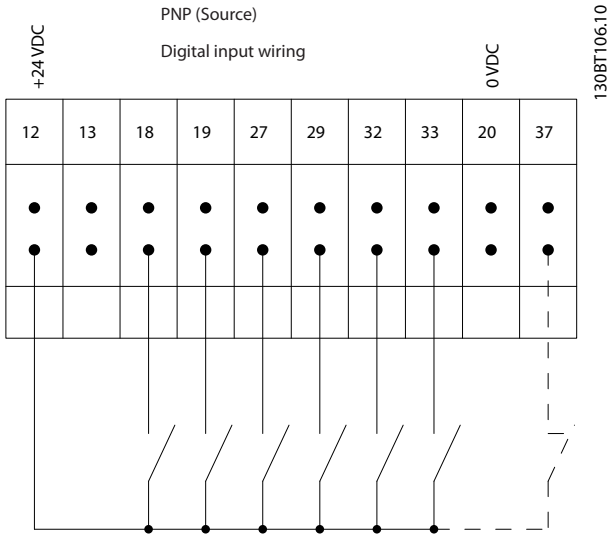 PNP (Source)
Digital input wiring
+24 VDC
0 VDC
130BT106.10
12 13 18 19 27 29 32 33 20 37